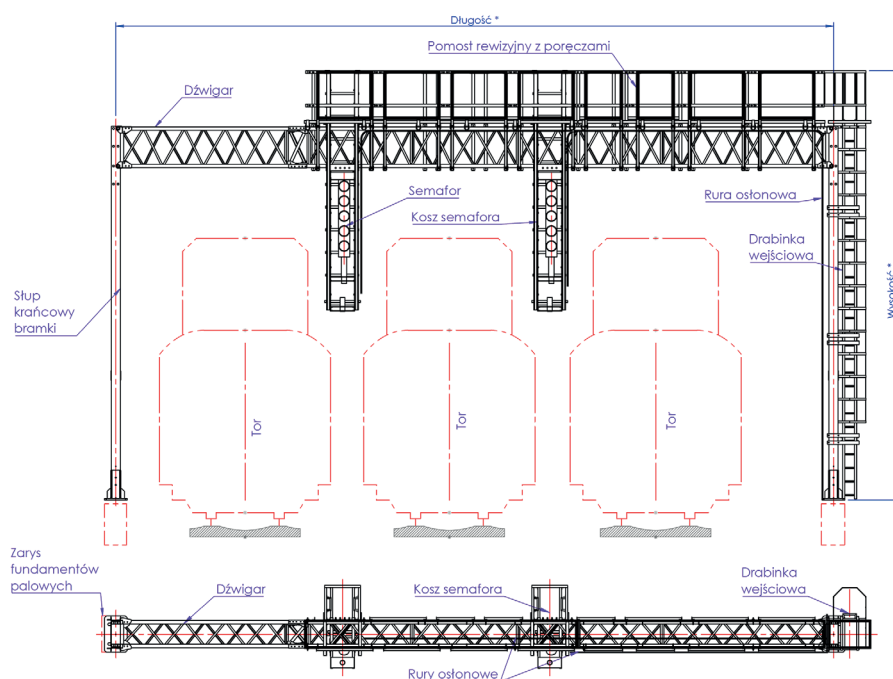 Długość *
Pomost rewizyjny z poręczami
Dźwigar
Semafor
Kosz semafora
Rura osłonowa
Drabinka
wejściowa
Wysokość *
Słup
krańcowy
bramki
Tor
Tor
Tor
Zarys
fundamentów
palowych
Dźwigar
Kosz semafora
Drabinka
wejściowa
Rury osłonowe